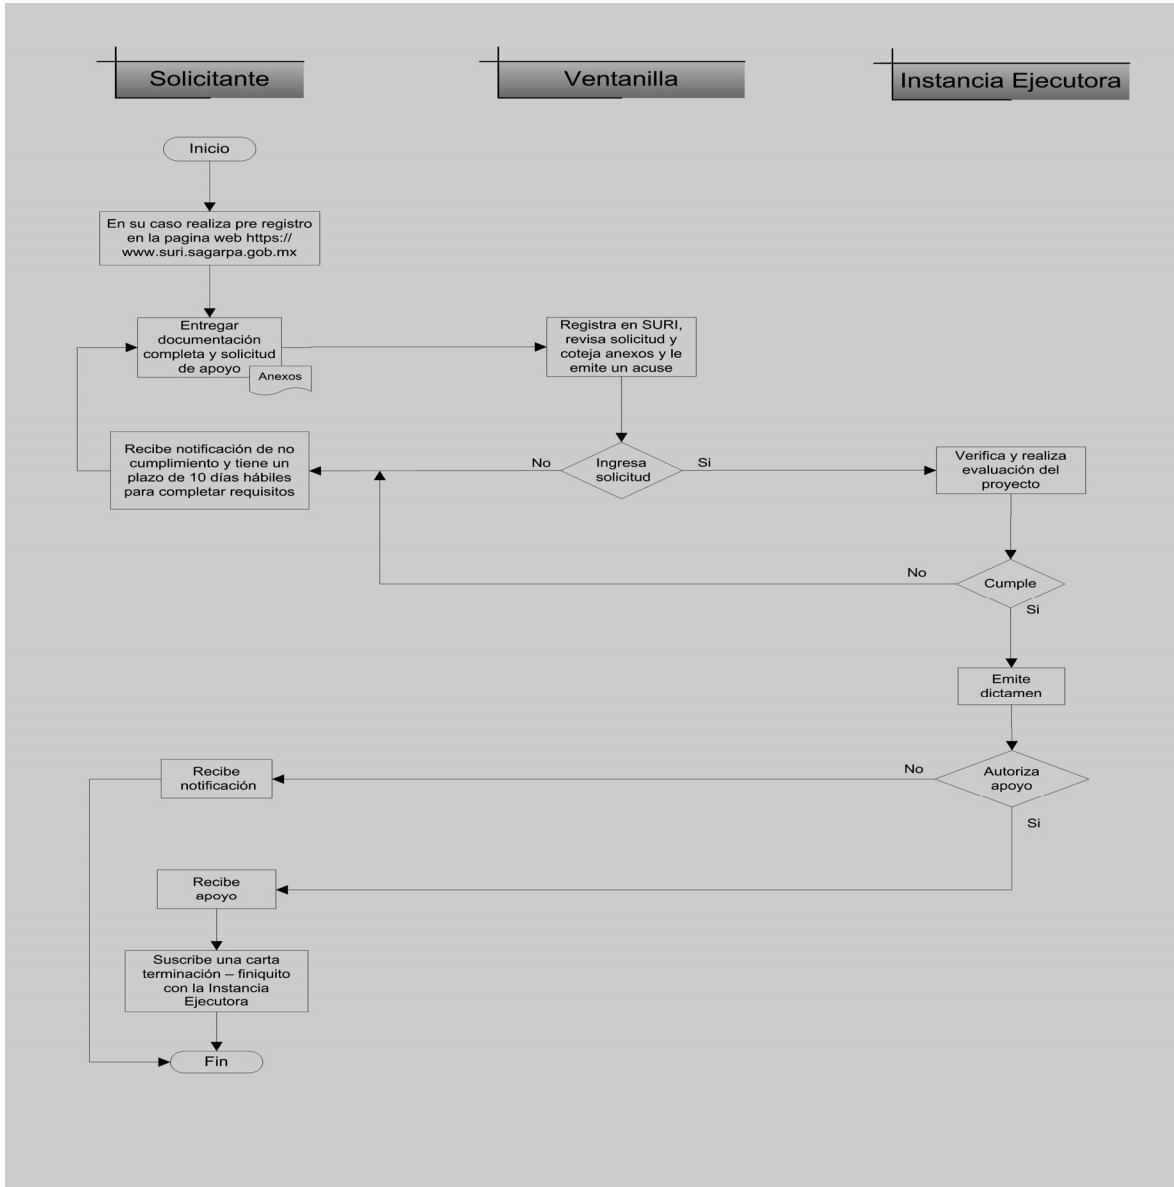 Solicitante
Ventanilla
Instancia Ejecutora
Inicio
En su caso realiza pre registro
en la pagina web https://
www.suri.sagarpa.gob.mx
Entregar
documentación
completa y solicitud
de apoyo
Anexos
Registra en SURI,
revisa solicitud y
coteja anexos y le
emite un acuse
Recibe notificación de no
cumplimiento y tiene un
plazo de 10 días hábiles
para completar requisitos
No
Ingresa
solicitud
Si
Verifica y realiza
evaluación del
proyecto
No
Cumple
Si
Emite
dictamen
Recibe
notificación
No
Autoriza
apoyo
Si
Recibe
apoyo
Suscribe una carta
terminación – finiquito
con la Instancia
Ejecutora
Fin